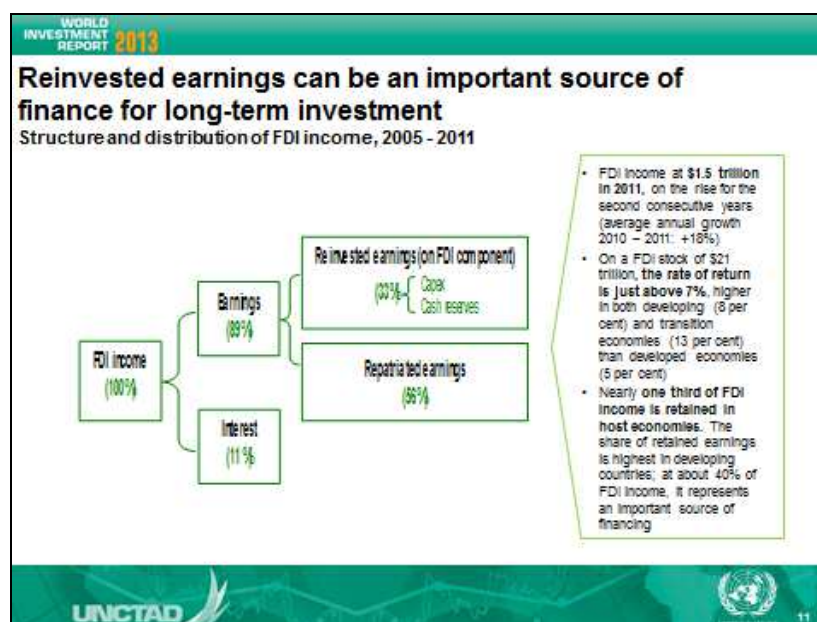 WORLD
INVESTMENT
REPORT 2013
Reinvested earnings can be an important source of
finance for long-term investment
Structure and distribution of FDI income, 2005 - 2011
FDI income
(100%
Earnings
(89%
Interest
(11%
Reinvested earnings (on FDI component)
(33%
Capex
Cash reserves
Repatriated earnings
(56%
• FDI income at $1.5 trillion
in 2011, on the rise for the
second consecutive years
(average annual growth
2010 – 2011: +18%)
• On a FDI stock of $21
trillion, the rate of return
is just above 7%, higher
in both developing (8 per
cent) and transition
economies (13 per cent)
than developed economies
(5 per cent)
• Nearly one third of FDI
income is retained in
host economies. The
share of retained earnings
is highest in developing
countries; at about 40% of
FDI income, it represents
an important source of
financing
UNCTAD
11